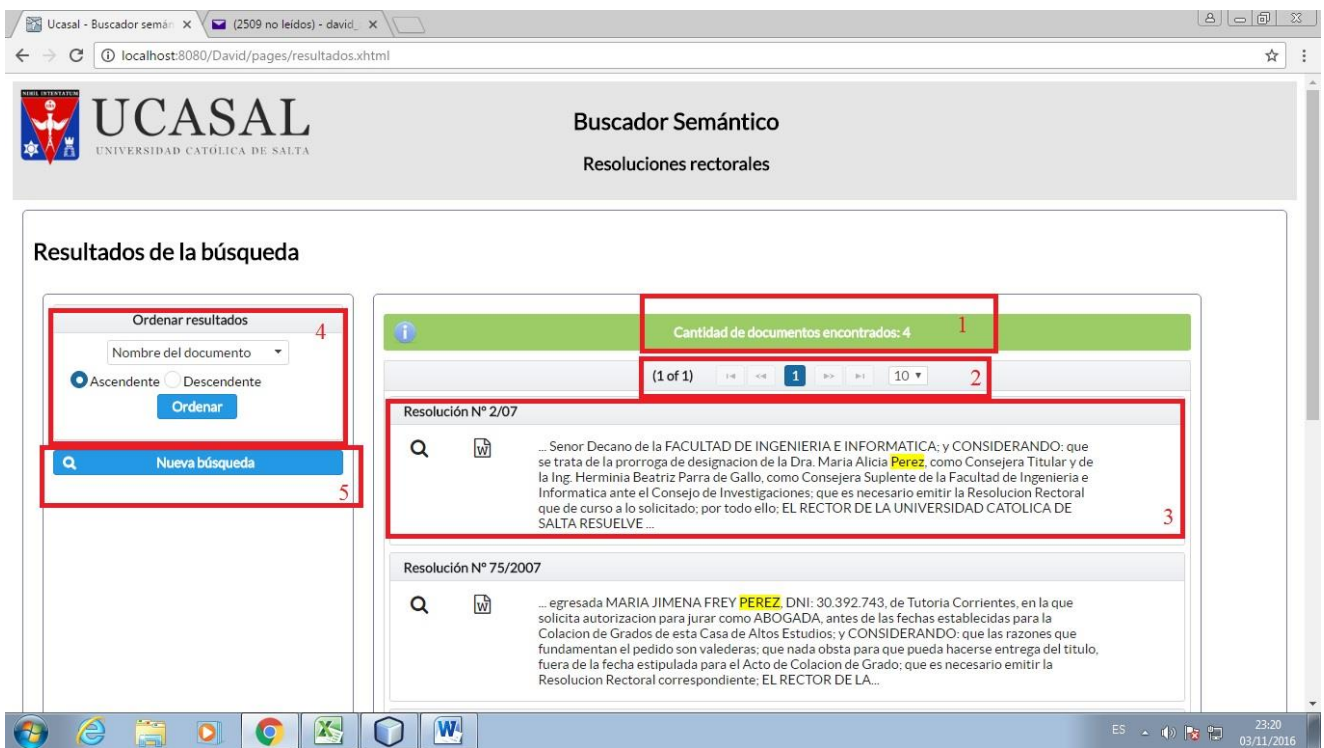 Ucasal - Buscador semán
(2509 no leídos) - david_
localhost:8080/David/pages/resultados.xhtml
NIHIL INTENTATUM
UCASAL
UNIVERSIDAD CATÓLICA DE SALTA
Buscador Semántico
Resoluciones rectorales
Resultados de la búsqueda
Ordenar resultados
4
Nombre del documento
Ascendente
Descendente
Ordenar
Nueva búsqueda
5
Cantidad de documentos encontrados: 4
1
(1 of 1)
1
10
2
Resolución Nº 2/07
... Senor Decano de la FACULTAD DE INGENIERIA E INFORMATICA; y CONSIDERANDO: que
se trata de la prorroga de designacion de la Dra. Maria Alicia Perez, como Consejera Titular y de
la Ing. Herminia Beatriz Parra de Gallo, como Consejera Suplente de la Facultad de Ingenieria e
Informatica ante el Consejo de Investigaciones; que es necesario emitir la Resolucion Rectoral
que de curso a lo solicitado; por todo ello; EL RECTOR DE LA UNIVERSIDAD CATOLICA DE
SALTA RESUELVE ...
3
Resolución Nº 75/2007
... egresada MARIA JIMENA FREY PEREZ, DNI: 30.392.743, de Tutoria Corrientes, en la que
solicita autorizacion para jurar como ABOGADA, antes de las fechas establecidas para la
Colacion de Grados de esta Casa de Altos Estudios; y CONSIDERANDO: que las razones que
fundamentan el pedido son valederas; que nada obsta para que pueda hacerse entrega del titulo,
fuera de la fecha estipulada para el Acto de Colacion de Grado; que es necesario emitir la
Resolucion Rectoral correspondiente; EL RECTOR DE LA...
ES
23:20
03/11/2016